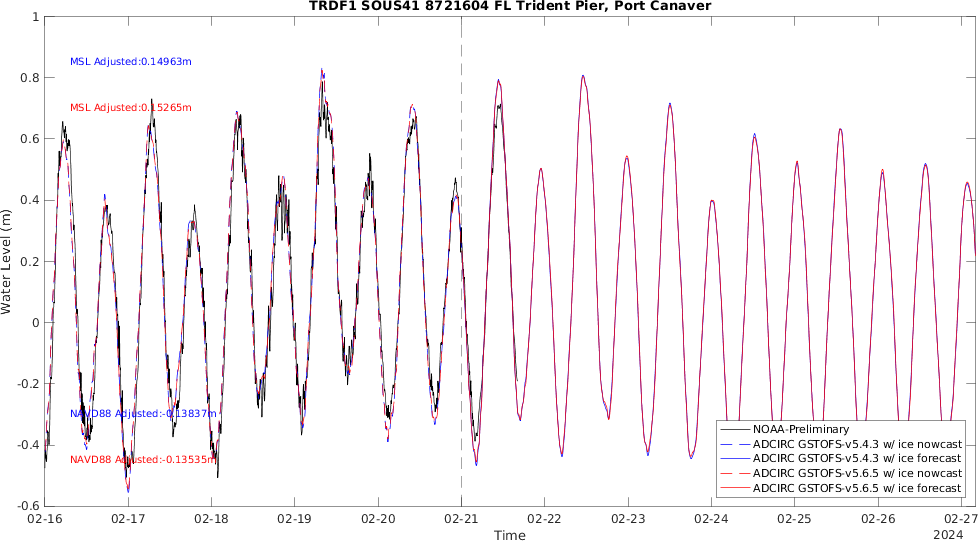 TRDF1 SOUS41 8721604 FL Trident Pier, Port Canaver
1
0.8
0.6
0.4
0.2
0
-0.2
-0.4
-0.6
Water Level (m)
MSL Adjusted:0.14963m
MSL Adjusted:0.15265m
NAVD88 Adjusted:-0.13837m
NAVD88 Adjusted:-0.13535m
NOAA-Preliminary
ADCIRC GSTOFS-v5.4.3 w/ ice nowcast
ADCIRC GSTOFS-v5.4.3 w/ ice forecast
ADCIRC GSTOFS-v5.6.5 w/ ice nowcast
ADCIRC GSTOFS-v5.6.5 w/ ice forecast
02-16 02-17 02-18 02-19 02-20 02-21 02-22 02-23 02-24 02-25 02-26 02-27
Time
2024